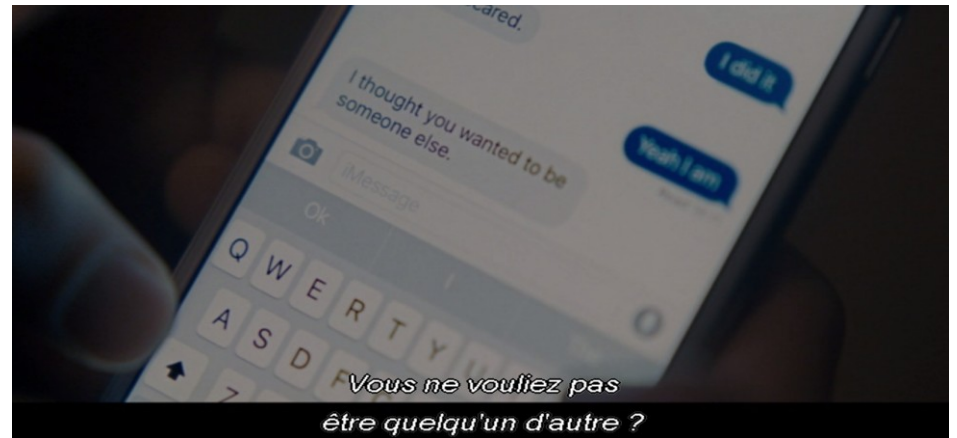 scared.
I did it
Yeah I am
I thought you wanted to be
someone else.
iMessage
Ok
I
Q W E R T Y U
A S D F
Z
Vous ne vouliez pas
être quelqu'un d'autre ?